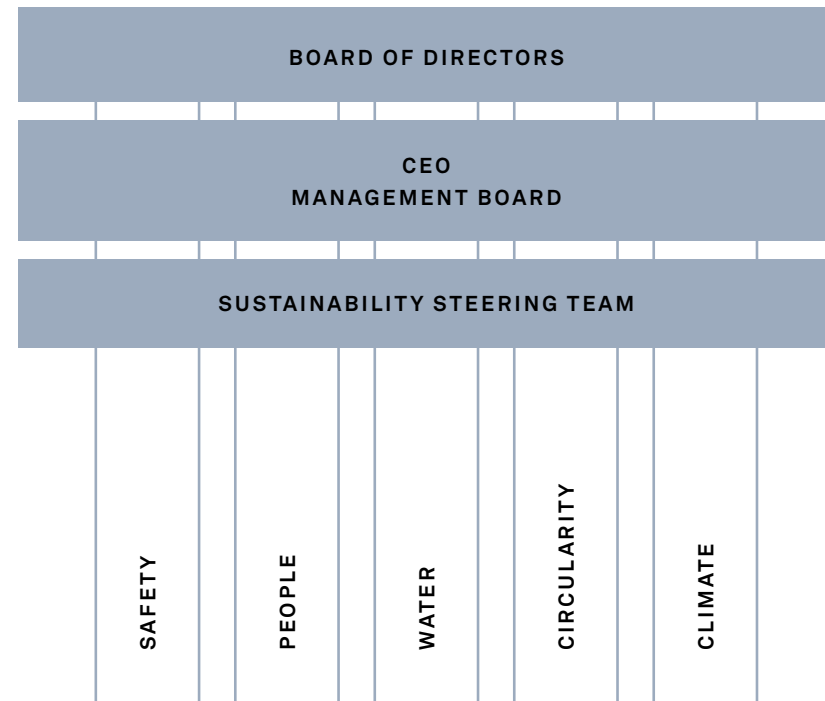 BOARD OF DIRECTORS
CEO
MANAGEMENT BOARD
SUSTAINABILITY STEERING TEAM
SAFETY
PEOPLE
WATER
CIRCULARITY
CLIMATE